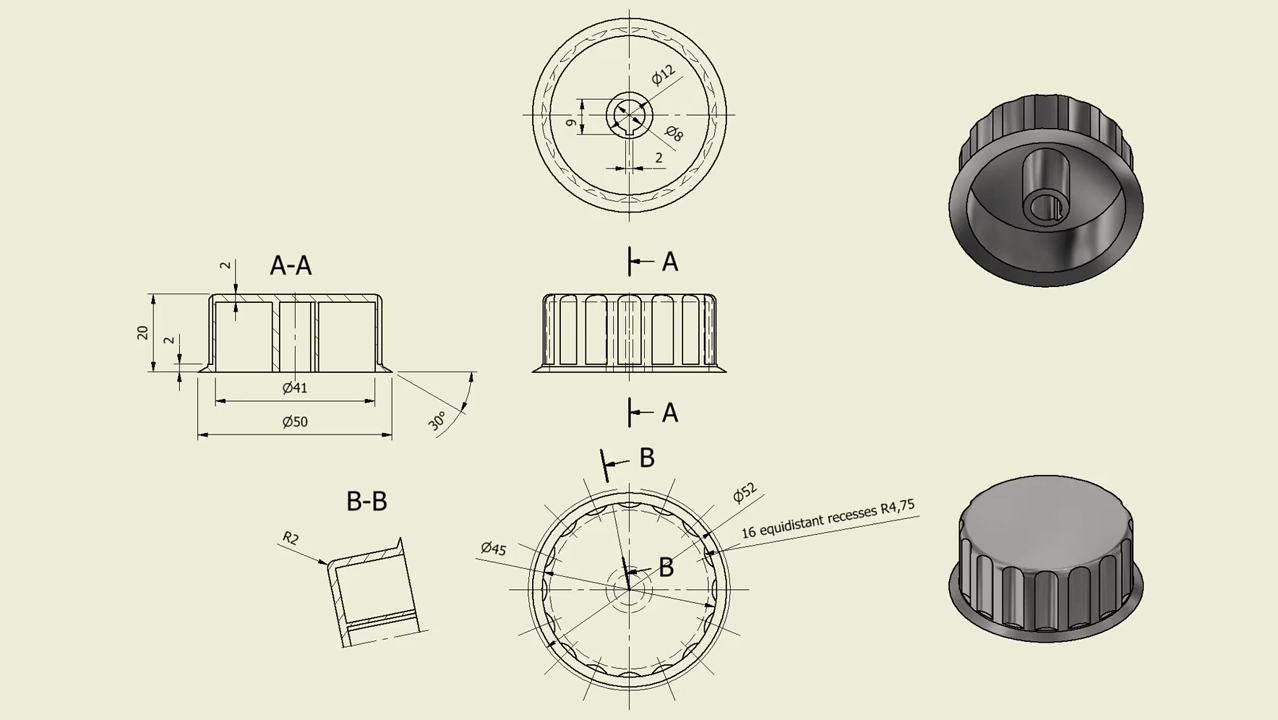 Ø12
9
Ø8
2
A
A-A
2
20
2
Ø41
Ø50
30°
A
B
B-B
R2
Ø52
16 equidistant recesses R4,75
Ø45
B